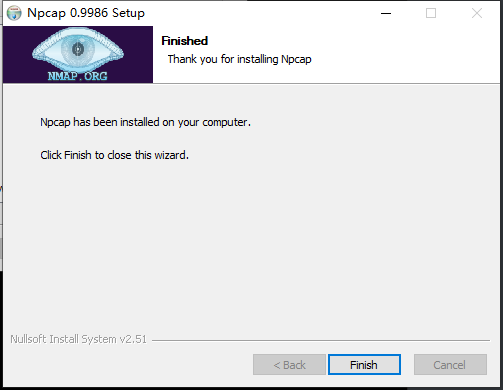 Npcap 0.9986 Setup
Finished
Thank you for installing Npcap
NMAP.ORG
Npcap has been installed on your computer.
Click Finish to close this wizard.
Nullsoft Install System v2.51
< Back
Finish
Cancel